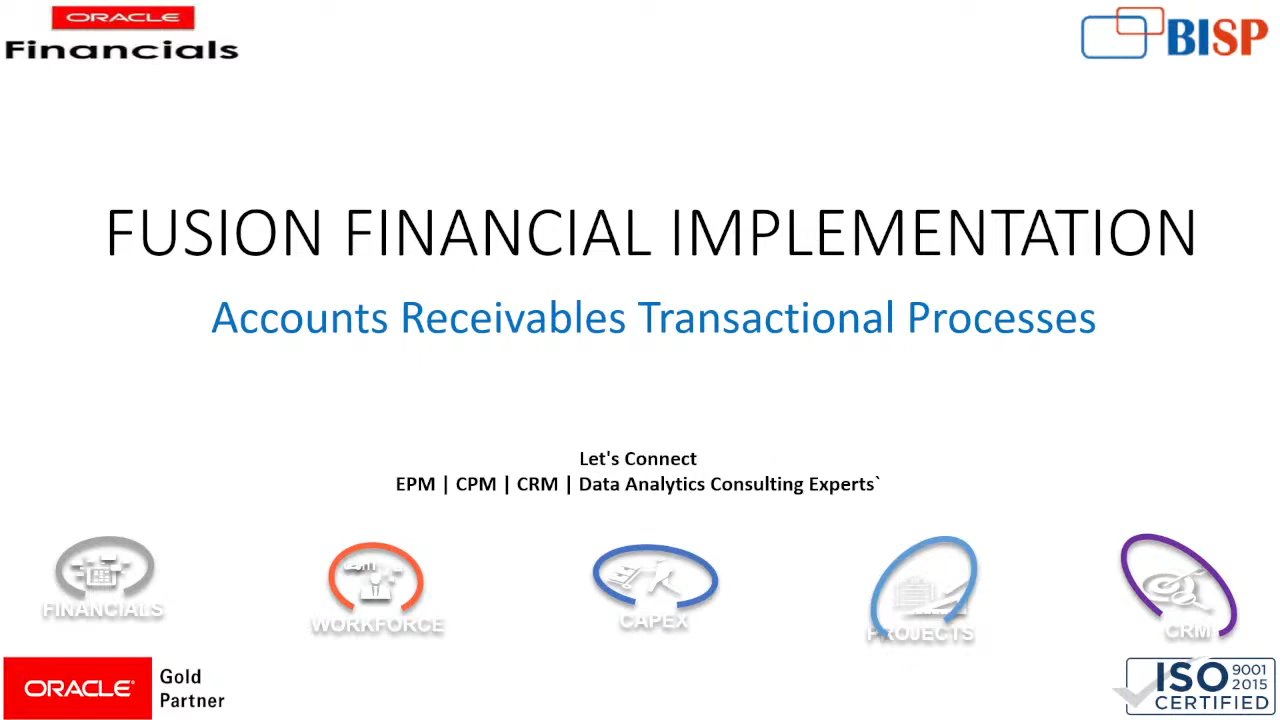 ORACLE
Financials
BISP
FUSION FINANCIAL IMPLEMENTATION
Accounts Receivables Transactional Processes
Let's Connect
EPM | CPM | CRM | Data Analytics Consulting Experts`
FINANCIALS
WORKFORCE
CAPEX
PROJECTS
CRM
ORACLE
Gold
Partner
ISO 9001
2015
CERTIFIED